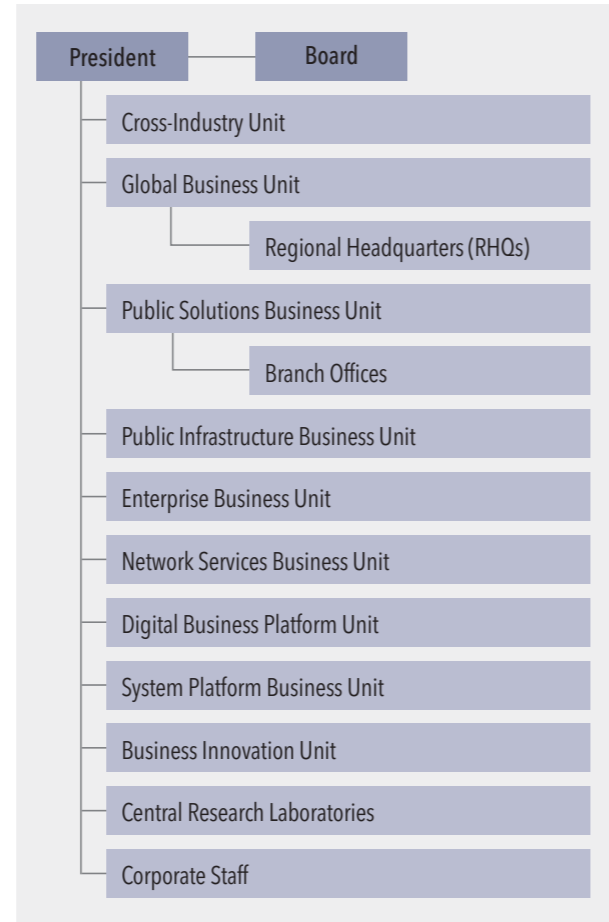 President
Board
Cross-Industry Unit
Global Business Unit
Regional Headquarters (RHQs)
Public Solutions Business Unit
Branch Offices
Public Infrastructure Business Unit
Enterprise Business Unit
Network Services Business Unit
Digital Business Platform Unit
System Platform Business Unit
Business Innovation Unit
Central Research Laboratories
Corporate Staff